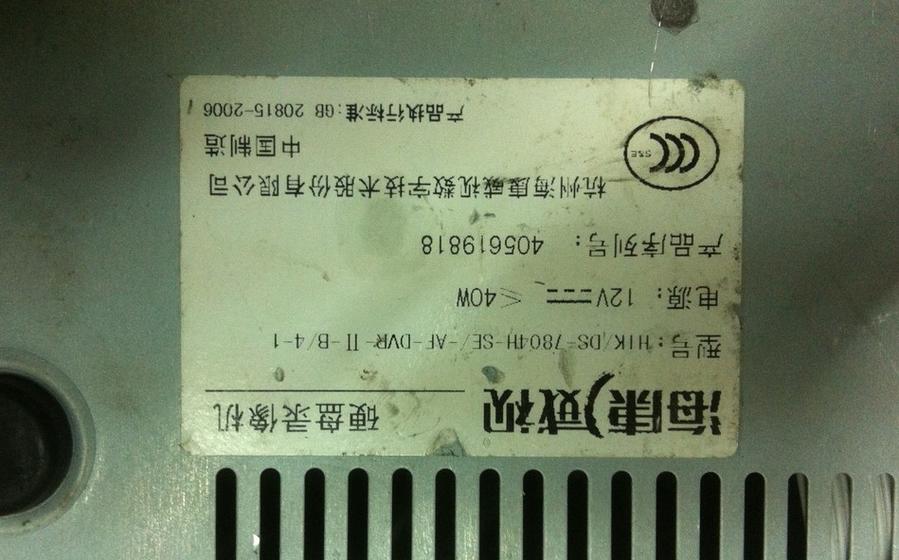 海康威视 硬盘录像机
型号：HIK/DS-7804H-SE/-AF-DVR-II-B/4-1
电源： 12V⎓ ≤40W
产品序列号： 405619818
杭州海康威视数字技术股份有限公司
CCC S&E
中国制造
产品执行标准：GB 20815-2006